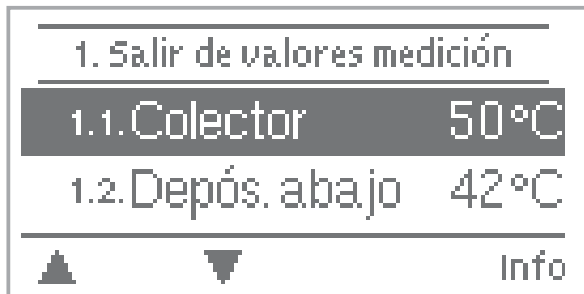 1. Salir de valores medición
1.1. Colector 50°C
1.2. Depós. abajo 42°C
▲ ▼ Info